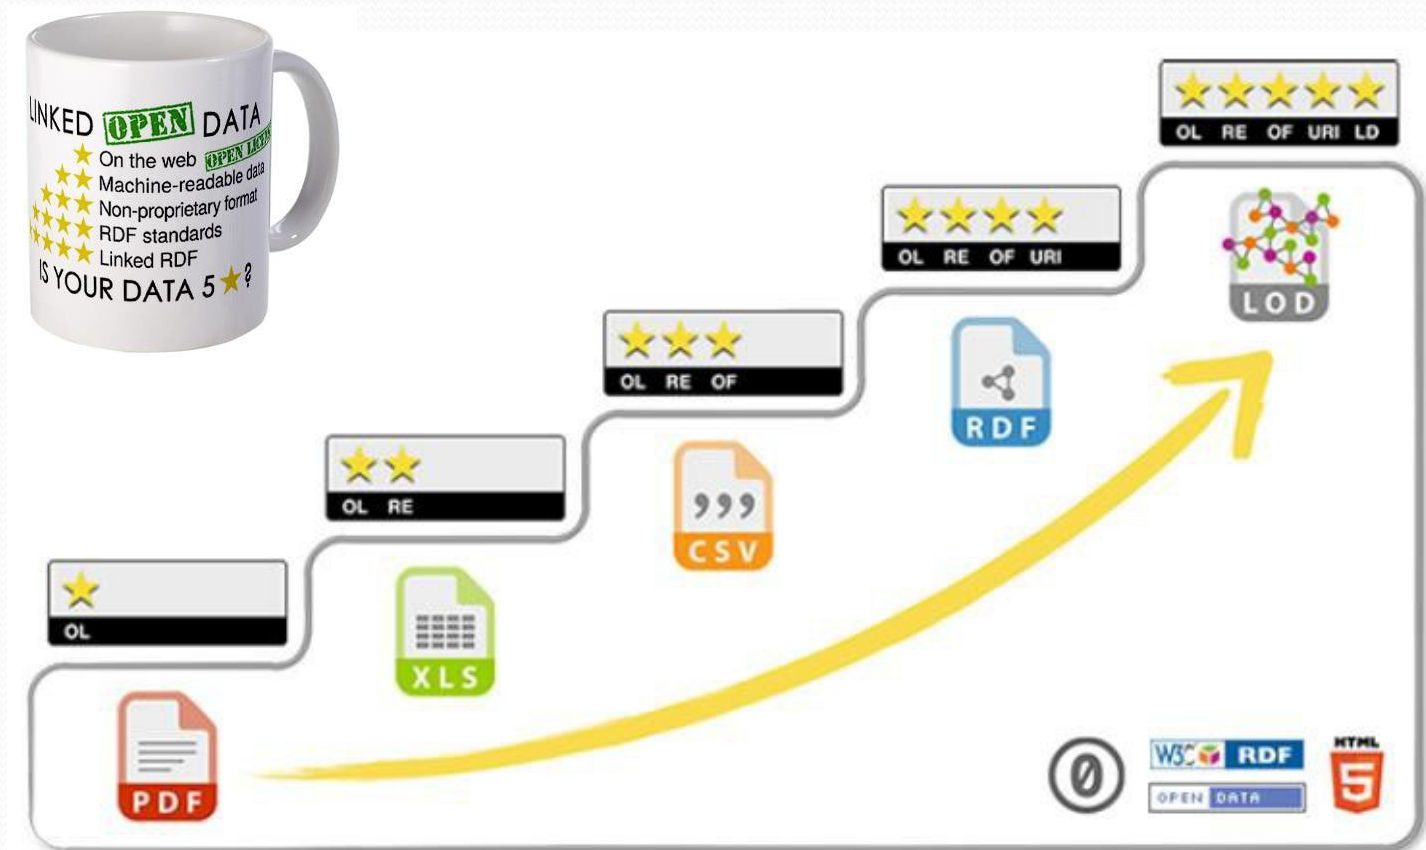 LINKED OPEN DATA
On the web OPEN LICENSE
Machine-readable data
Non-proprietary format
RDF standards
Linked RDF
IS YOUR DATA 5 ?
OL RE OF URI LD
LOD
OL RE OF URI
RDF
OL RE OF
CSV
OL RE
XLS
OL
PDF
0
W3C RDF
OPEN DATA
HTML
5